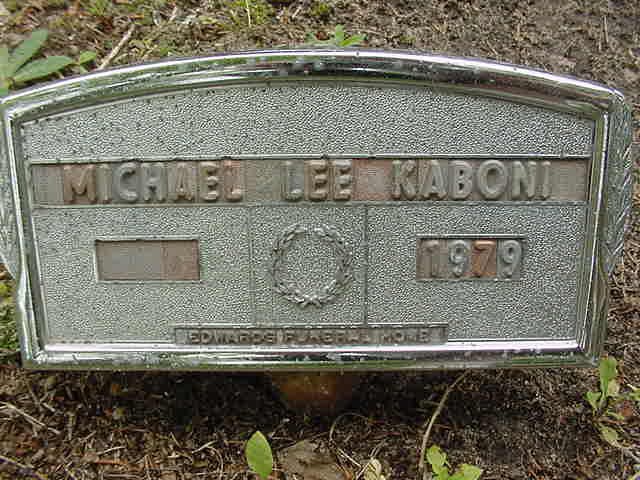 MICHAEL LEE KABONI
1979
EDWARDS FUNERAL HOME